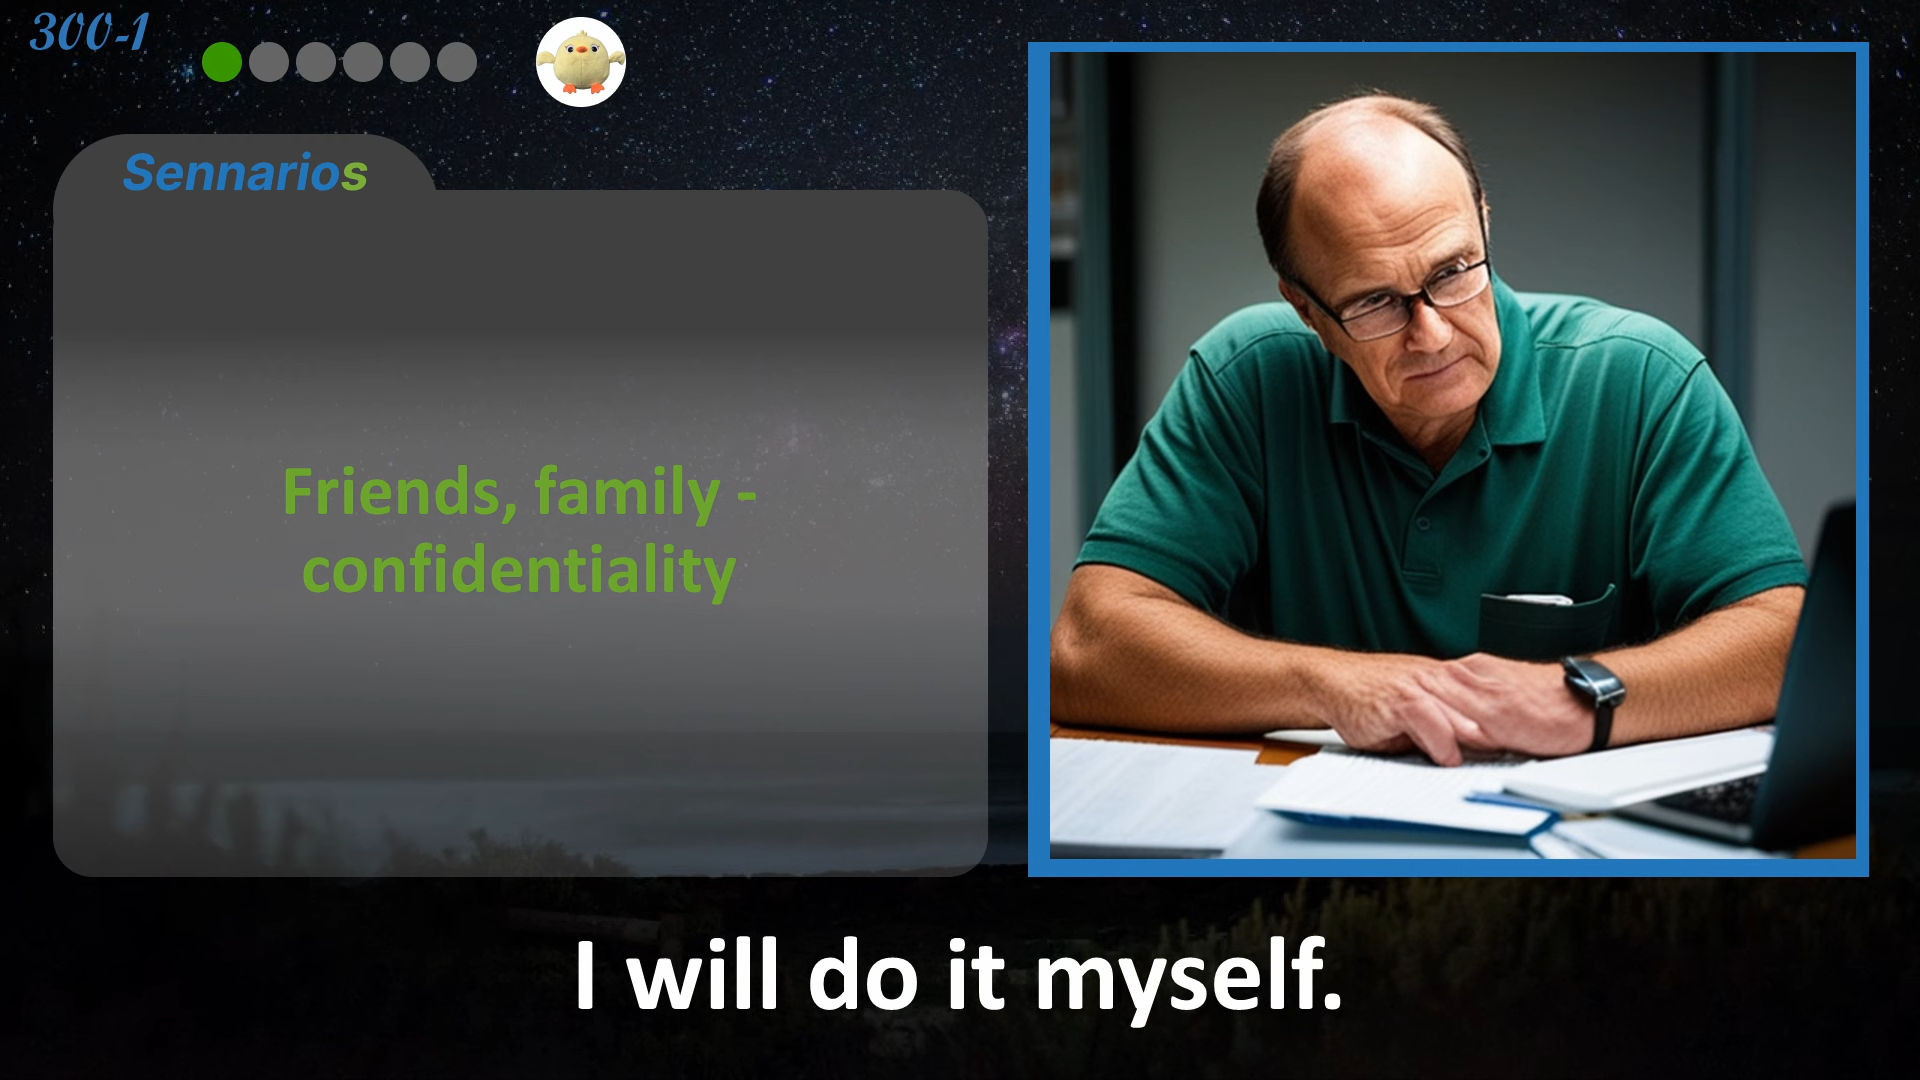 300-1
Sennarios
Friends, family -
confidentiality
I will do it myself.